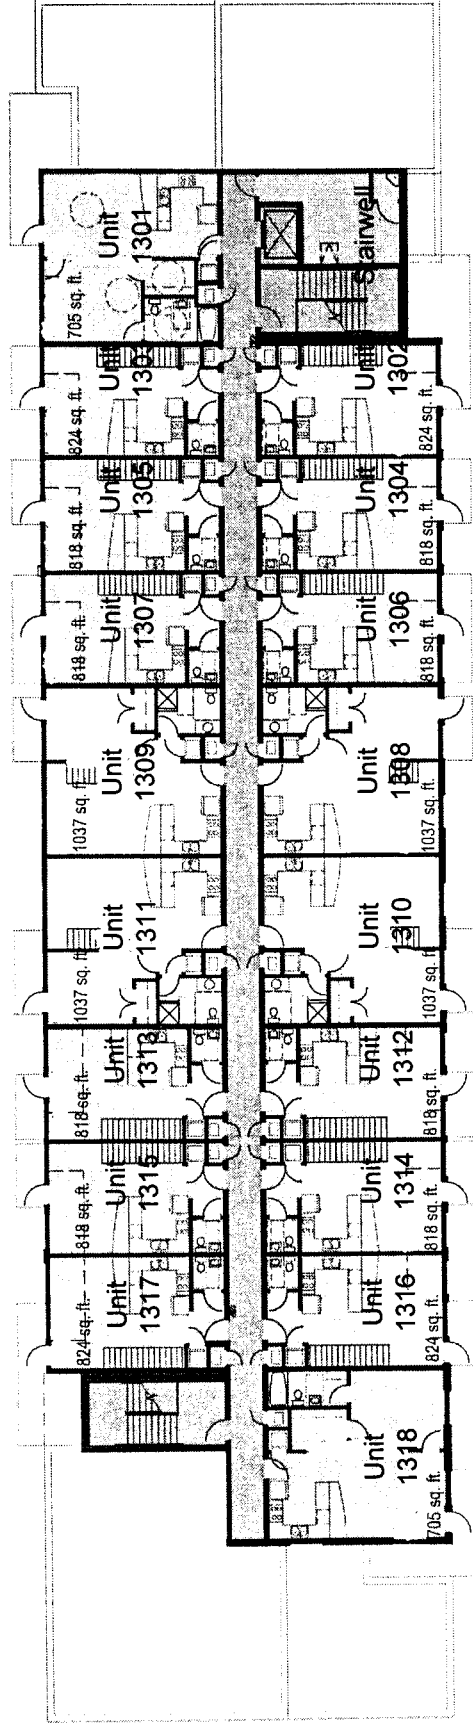 Unit
1301
705 sq. ft.
Stairwell
Unit
1303
824 sq. ft.
Unit
1302
824 sq. ft.
Unit
1305
818 sq. ft.
Unit
1304
818 sq. ft.
Unit
1307
818 sq. ft.
Unit
1306
818 sq. ft.
Unit
1309
1037 sq. ft.
Unit
1308
1037 sq. ft.
Unit
1311
1037 sq. ft.
Unit
1310
1037 sq. ft.
Unit
1313
818 sq. ft.
Unit
1312
818 sq. ft.
Unit
1315
818 sq. ft.
Unit
1314
818 sq. ft.
Unit
1317
824 sq. ft.
Unit
1316
824 sq. ft.
Unit
1318
705 sq. ft.